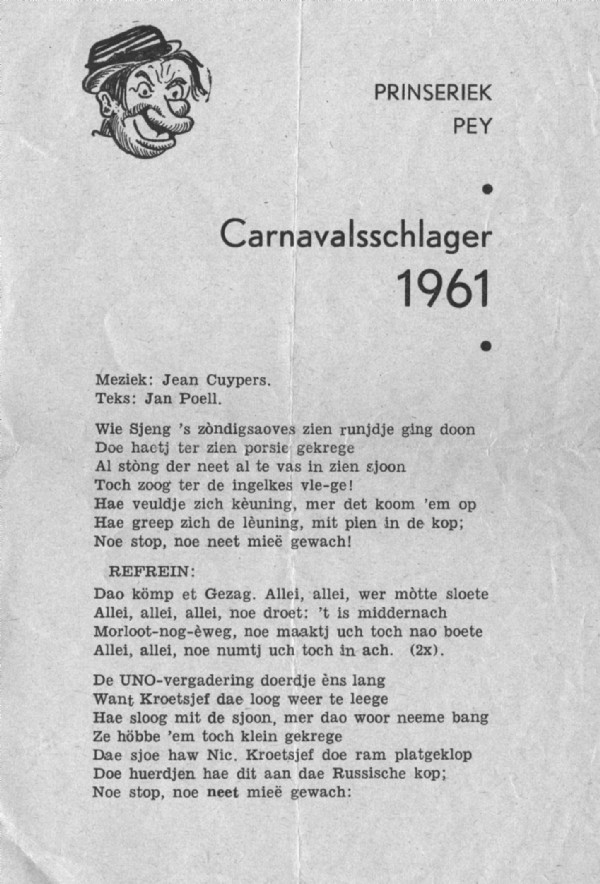 PRINSERIEK
PEY
Carnavalsschlager
1961
Meziek: Jean Cuypers.
Teks: Jan Poell.
Wie Sjeng 's zòndigsaoves zien runjdje ging doon
Doe haetj ter zien porsie gekrege
Al stòng der neet al te vas in zien sjoon
Toch zoog ter de ingelkes vle-ge!
Hae veuldje zich kèuning, mer det koom 'em op
Hae greep zich de lèuning, mit pien in de kop;
Noe stop, noe neet mieë gewach!
REFREIN:
Dao kömp et Gezag. Allei, allei, wer mòtte sloete
Allei, allei, allei, noe droet: 't is middernach
Morloot-nog-èweg, noe maaktj uch toch nao boete
Allei, allei, noe numtj uch toch in ach. (2x).
De UNO-vergadering doerdje èns lang
Want Kroetsjef dae loog weer te leege
Hae sloog mit de sjoon, mer dao woor neeme bang
Ze höbbe 'em toch klein gekrege
Dae sjoe haw Nic. Kroetsjef doe ram platgeklop
Doe huerdjen hae dit aan dae Russische kop;
Noe stop, noe neet mieë gewach: